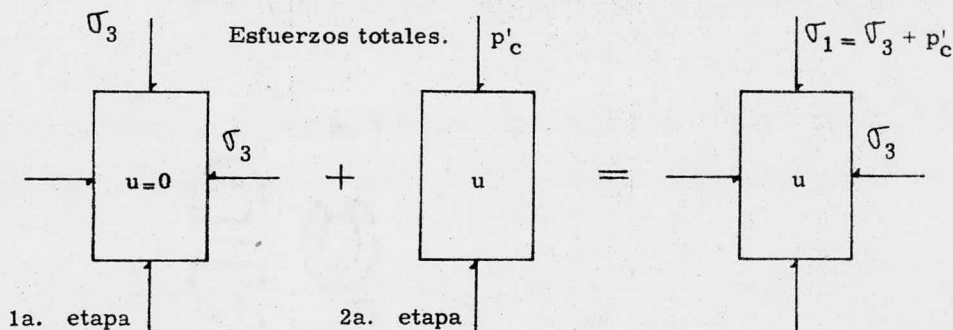 σ3
Esfuerzos totales.
p'c
σ1 = σ3 + p'c
σ3
σ3
u=0
+
u
=
u
1a. etapa
2a. etapa